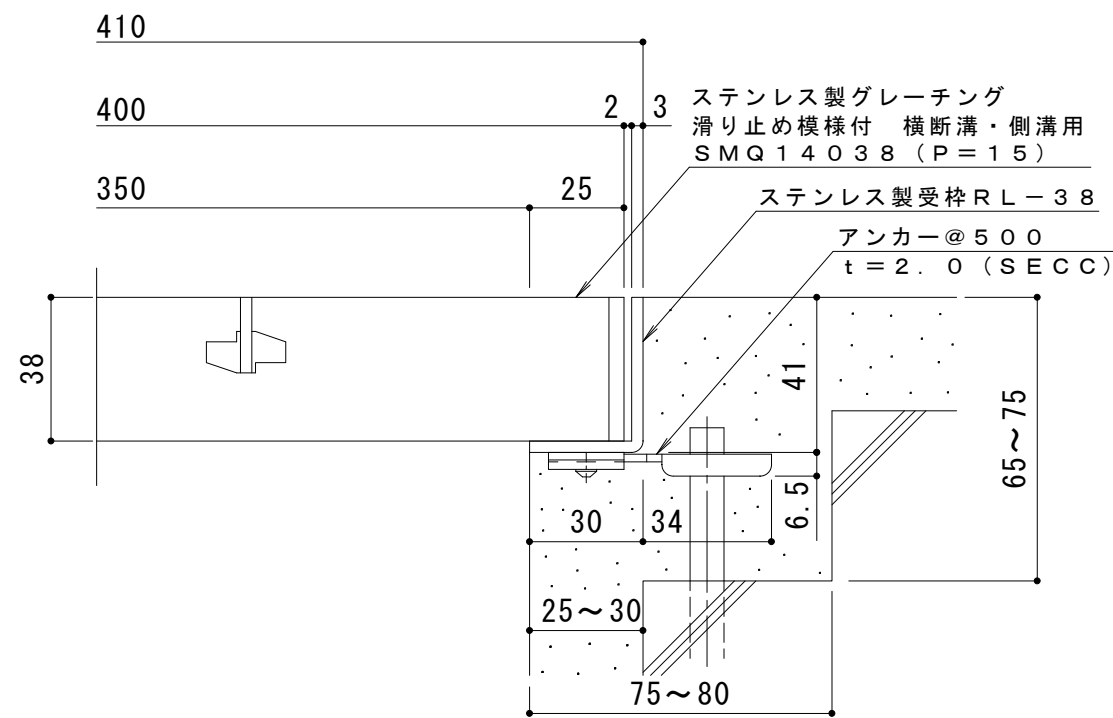 410
400
2
3
350
25
ステンレス製グレーチング
滑り止め模様付　横断溝・側溝用
ＳＭＱ１４０３８（Ｐ＝１５）
ステンレス製受枠ＲＬ－３８
アンカー＠５００
ｔ＝２．０（ＳＥＣＣ）
38
41
65～75
6.5
30
34
25～30
75～80